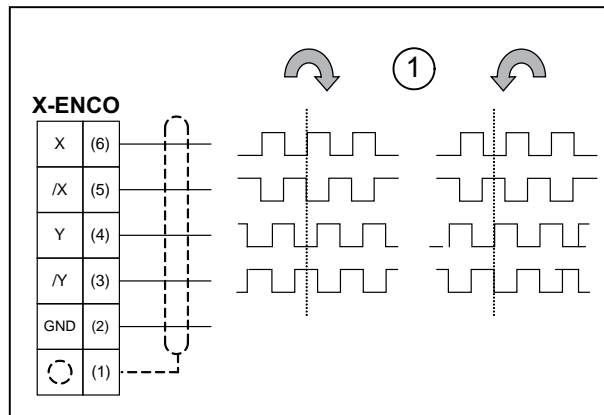 1
X-ENCO
X (6)
/X (5)
Y (4)
/Y (3)
GND (2)
(1)